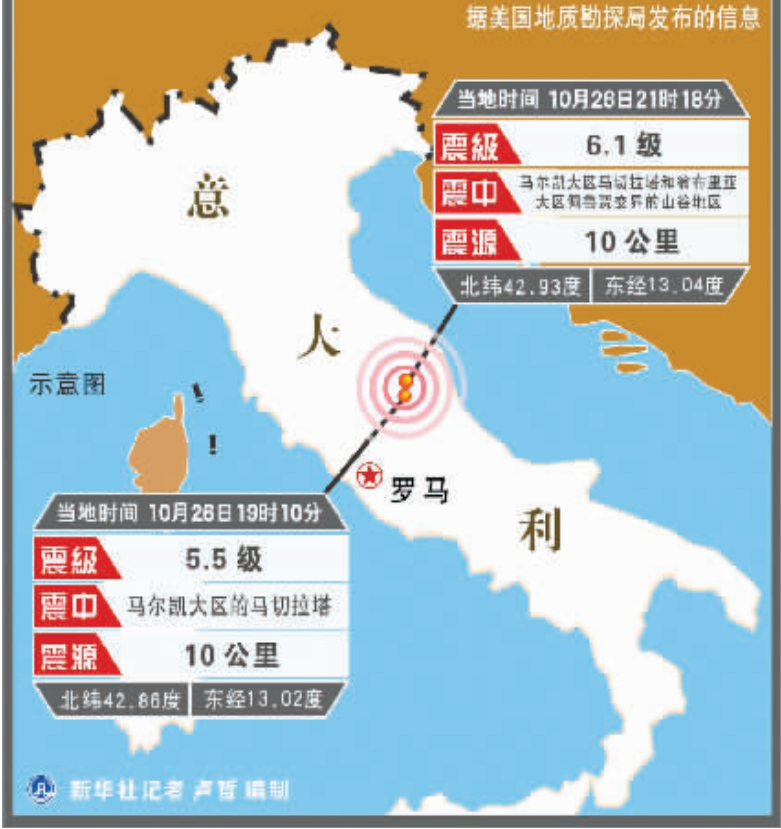 据美国地质勘探局发布的信息
当地时间 10月26日21时18分
震級 6.1 级
震中 马尔凯大区马切拉塔和翁布里亚
大区佩鲁贾交界的山谷地区
震源 10 公里
北纬42.93度 东经13.04度
意
大
利
示意图
罗马
当地时间 10月26日19时10分
震級 5.5 级
震中 马尔凯大区的马切拉塔
震源 10 公里
北纬42.86度 东经13.02度
新华社记者 卢哲 编制